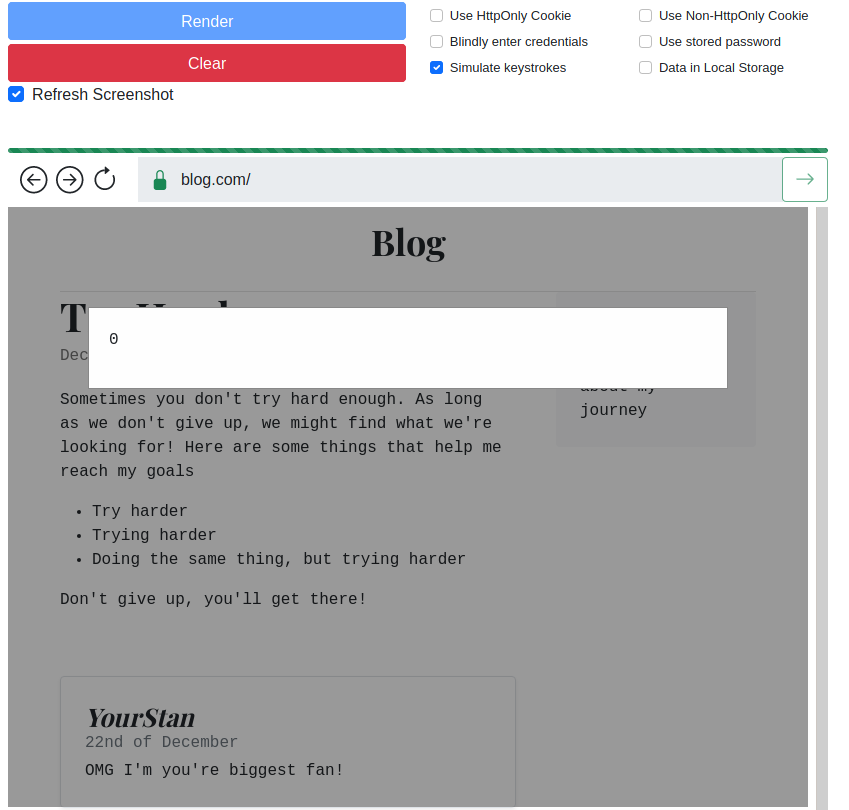 Render
Clear
Refresh Screenshot
Use HttpOnly Cookie
Use Non-HttpOnly Cookie
Blindly enter credentials
Use stored password
Simulate keystrokes
Data in Local Storage
blog.com/
Blog
Dec
0
Sometimes you don't try hard enough. As long
as we don't give up, we might find what we're
looking for! Here are some things that help me
reach my goals
• Try harder
• Trying harder
• Doing the same thing, but trying harder
Don't give up, you'll get there!
about my
journey
YourStan
22nd of December
OMG I'm you're biggest fan!